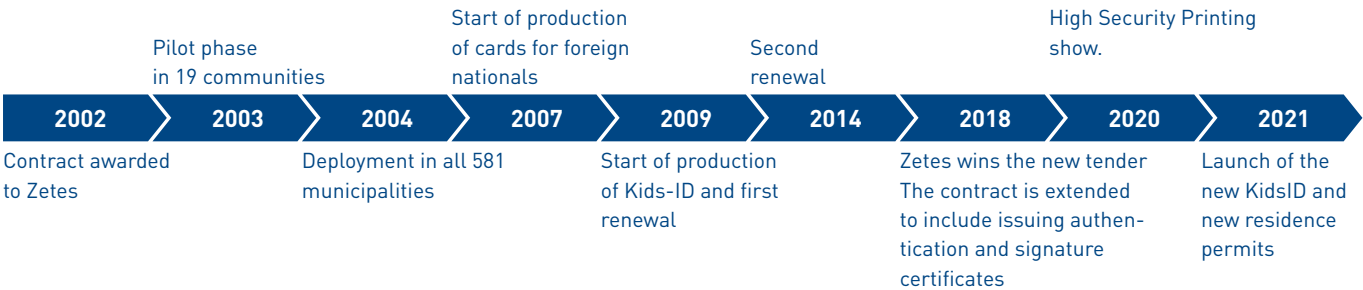 Start of production
of cards for foreign
nationals
High Security Printing
show.
Pilot phase
in 19 communities
Second
renewal
2002
2003
2004
2007
2009
2014
2018
2020
2021
Contract awarded
to Zetes
Deployment in all 581
municipalities
Start of production
of Kids-ID and first
renewal
Zetes wins the new tender
The contract is extended
to include issuing authen-
tication and signature
certificates
Launch of the
new KidsID and
new residence
permits